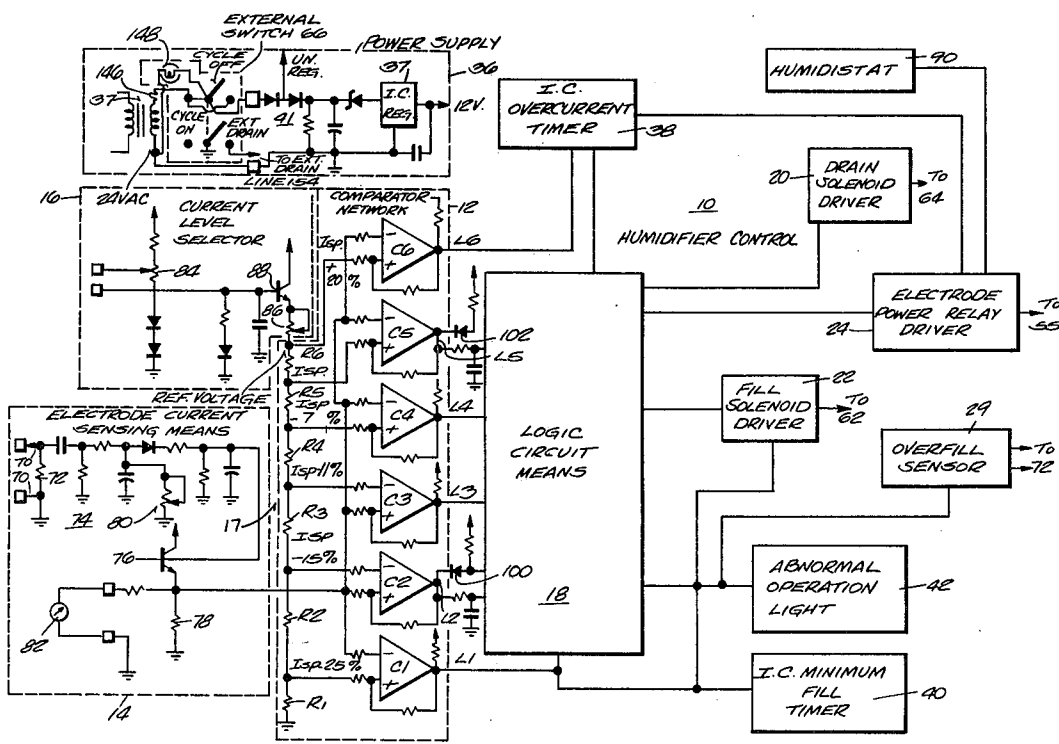 EXTERNAL
SWITCH 66
148
CYCLE
OFF
POWER SUPPLY
UN.
REG.
37
36
146
37
I.C.
REG.
12V.
CYCLE
ON
EXT
DRAIN
91
TO EXT.
DRAIN
24VAC
LINE 154
I.C.
OVERCURRENT
TIMER
38
HUMIDISTAT
90
20
DRAIN
SOLENOID
DRIVER
TO
64
10
HUMIDIFIER CONTROL
16
CURRENT
LEVEL
SELECTOR
COMPARATOR
NETWORK
12
84
88
86
ISP.
+20%
C6
L6
C5
102
L5
R6
ISP.
REF. VOLTAGE
R5
ISP
-7%
C4
L4
ELECTRODE
POWER RELAY
DRIVER
24
TO
55
ELECTRODE CURRENT
SENSING MEANS
TO
70
72
74
80
17
76
R4
ISP 11%
C3
L3
R3
ISP
-15%
LOGIC
CIRCUIT
MEANS
FILL
SOLENOID
DRIVER
22
TO
62
29
OVERFILL
SENSOR
TO
72
C2
L2
100
18
ABNORMAL
OPERATION
LIGHT
42
82
78
R2
ISP. 25%
C1
L1
R1
14
I.C. MINIMUM
FILL
TIMER
40